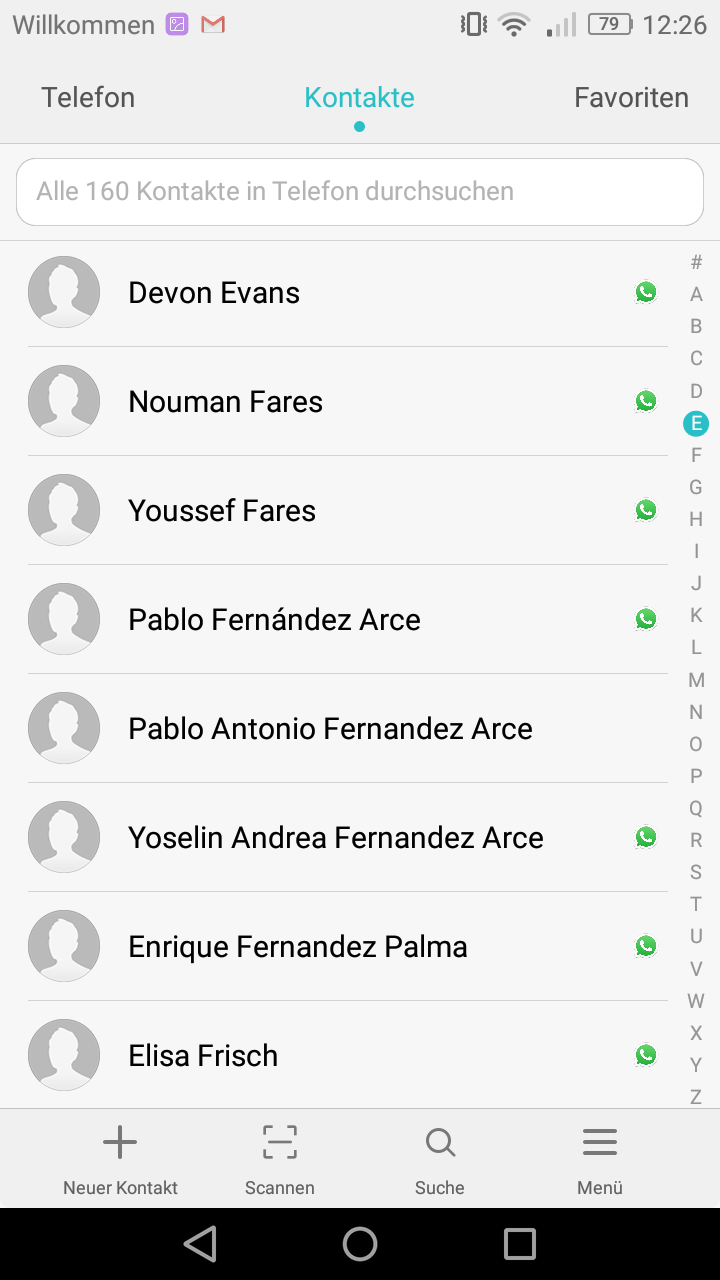 Willkommen 79 12:26
Telefon Kontakte Favoriten
Alle 160 Kontakte in Telefon durchsuchen
Devon Evans
Nouman Fares
Youssef Fares
Pablo Fernández Arce
Pablo Antonio Fernandez Arce
Yoselin Andrea Fernandez Arce
Enrique Fernandez Palma
Elisa Frisch
#
A
B
C
D
E
F
G
H
I
J
K
L
M
N
O
P
Q
R
S
T
U
V
W
X
Y
Z
Neuer Kontakt Scannen Suche Menü